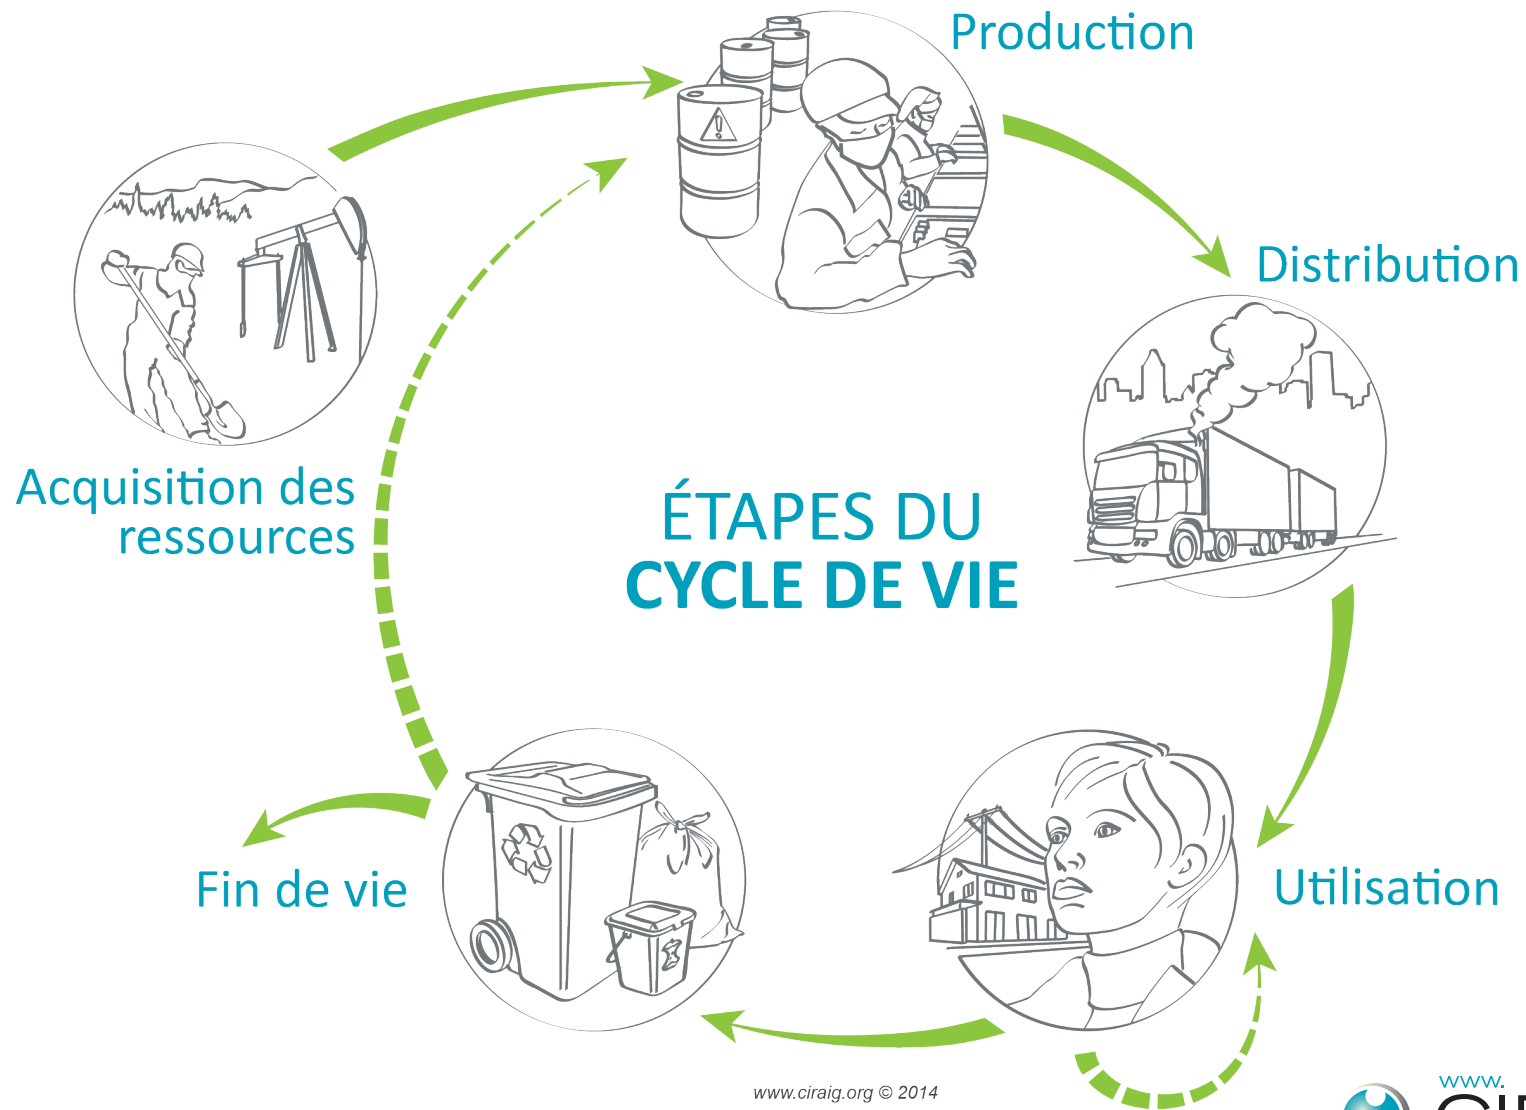 Production
Distribution
Acquisition des
ressources
ÉTAPES DU
CYCLE DE VIE
Fin de vie
Utilisation
www.ciraig.org © 2014
www.